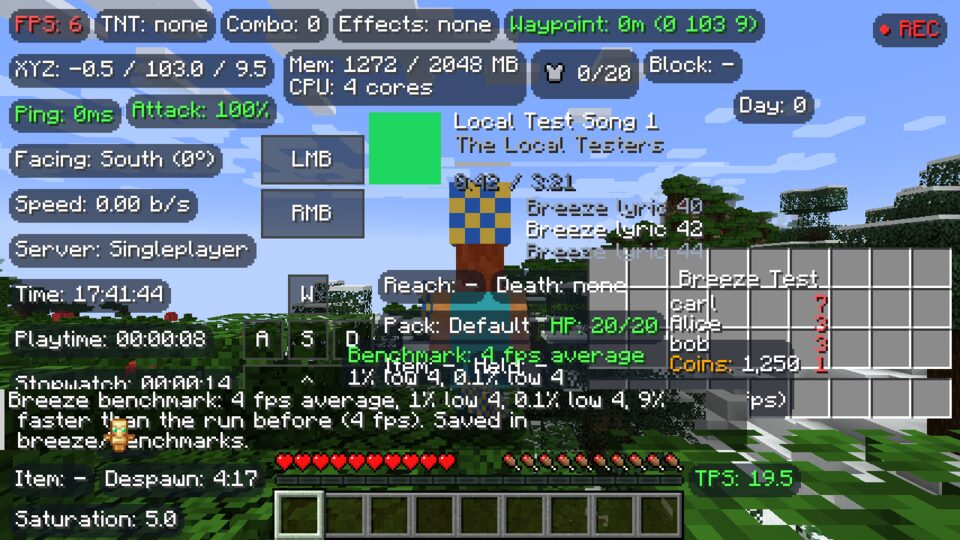 FPS: 6
TNT: none
Combo: 0
Effects: none
Waypoint: 0m (0 103 9)
REC
XYZ: -0.5 / 103.0 / 9.5
Mem: 1272 / 2048 MB
CPU: 4 cores
0/20
Block: -
Day: 0
Ping: 0ms
Attack: 100%
Local Test Song 1
The Local Testers
0:42 / 3:21
Facing: South (0°)
LMB
RMB
Speed: 0.00 b/s
Breeze lyric 40
Breeze lyric 42
Breeze lyric 44
Server: Singleplayer
Time: 17:41:44
W
Reach: -
Death: none
Breeze Test
carl 7
Alice 3
bob 3
Coins: 1,250 1
Playtime: 00:00:08
A
S
D
Pack: Default
HP: 20/20
Benchmark: 4 fps average
1% low 4, 0.1% low 4
Item: -
Held: -
Stopwatch: 00:00:14
^
Breeze benchmark: 4 fps average, 1% low 4, 0.1% low 4, 9%
faster than the run before (4 fps). Saved in
breeze/benchmarks.
fps)
Item: -
Despawn: 4:17
TPS: 19.5
Saturation: 5.0